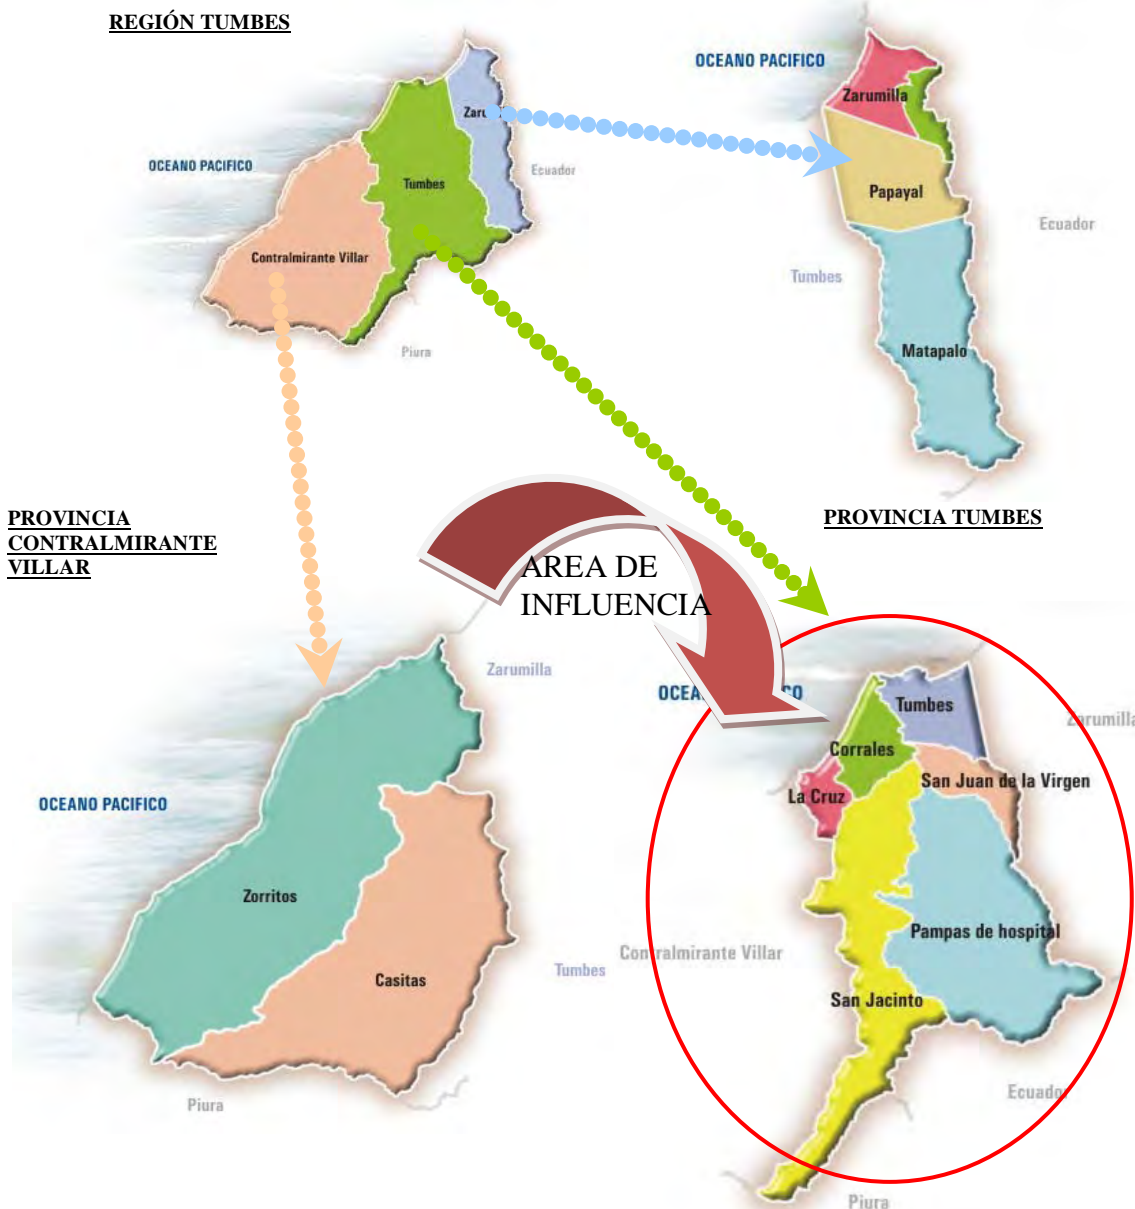 REGIÓN TUMBES
OCEANO PACIFICO
Tumbes
Contralmirante Villar
Ecuador
Piura
OCEANO PACIFICO
Zarumilla
Papayal
Ecuador
Tumbes
Matapalo
PROVINCIA
CONTRALMIRANTE
VILLAR
PROVINCIA TUMBES
AREA DE
INFLUENCIA
Zarumilla
OCEANO PACIFICO
Zorritos
Casitas
Tumbes
Piura
Tumbes
Zarumilla
Corrales
San Juan de la Virgen
La Cruz
Pampas de hospital
Contralmirante Villar
San Jacinto
Ecuador
Piura